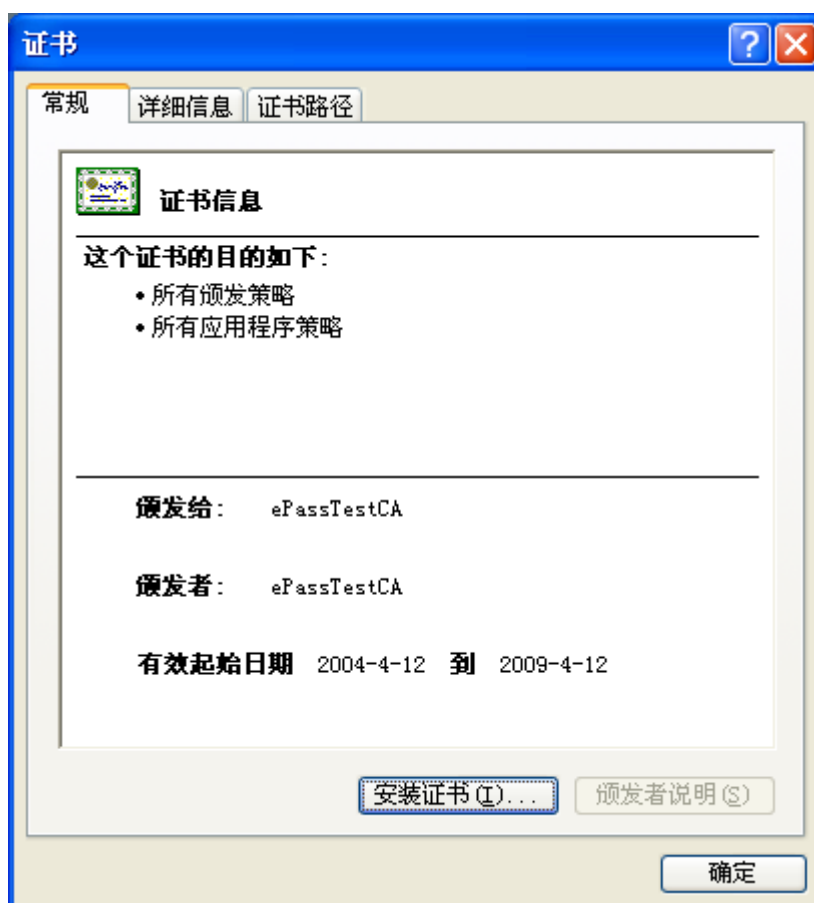 证书
常规 详细信息 证书路径
证书信息
这个证书的目的如下:
•所有颁发策略
•所有应用程序策略
颁发给: ePassTestCA
颁发者: ePassTestCA
有效起始日期 2004-4-12 到 2009-4-12
安装证书(I)... 颁发者说明(S)
确定